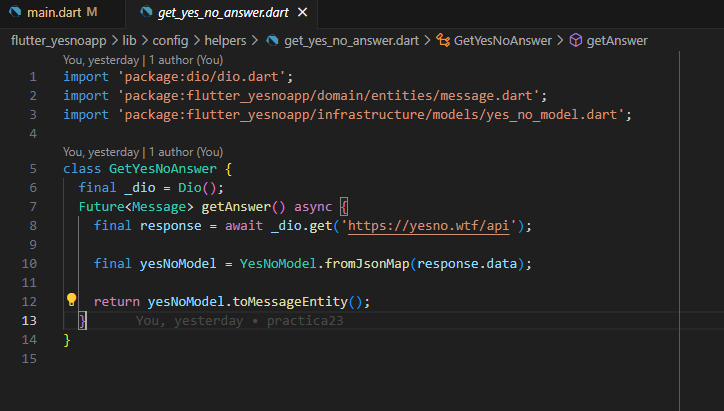 main.dart M get_yes_no_answer.dart ×
flutter_yesnoapp > lib > config > helpers > get_yes_no_answer.dart > GetYesNoAnswer > getAnswer
You, yesterday | 1 author (You)
1 import 'package:dio/dio.dart';
2 import 'package:flutter_yesnoapp/domain/entities/message.dart';
3 import 'package:flutter_yesnoapp/infrastructure/models/yes_no_model.dart';
4
You, yesterday | 1 author (You)
5 class GetYesNoAnswer {
6 final _dio = Dio();
7 Future<Message> getAnswer() async {
8 final response = await _dio.get('https://yesno.wtf/api');
9
10 final yesNoModel = YesNoModel.fromJsonMap(response.data);
11
12 return yesNoModel.toMessageEntity();
13 } You, yesterday • practica23
14 }
15